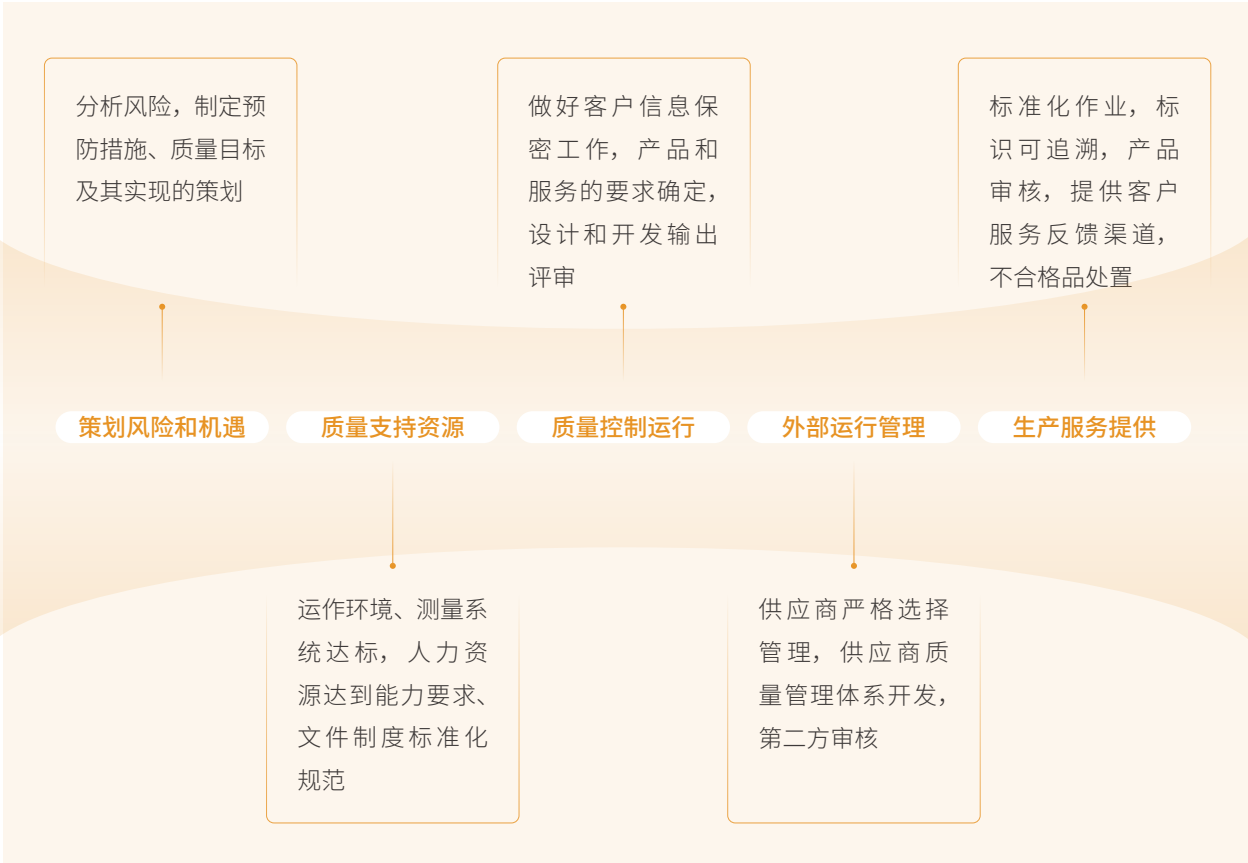 分析风险，制定预
防措施、质量目标
及其实现的策划
做好客户信息保
密工作，产品和
服务的要求确定，
设计和开发输出
评审
标准化作业，标
识可追溯，产品
审核，提供客户
服务反馈渠道，
不合格品处置
策划风险和机遇
质量支持资源
质量控制运行
外部运行管理
生产服务提供
运作环境、测量系
统达标，人力资
源达到能力要求、
文件制度标准化
规范
供应商严格选择
管理，供应商质
量管理体系开发，
第二方审核